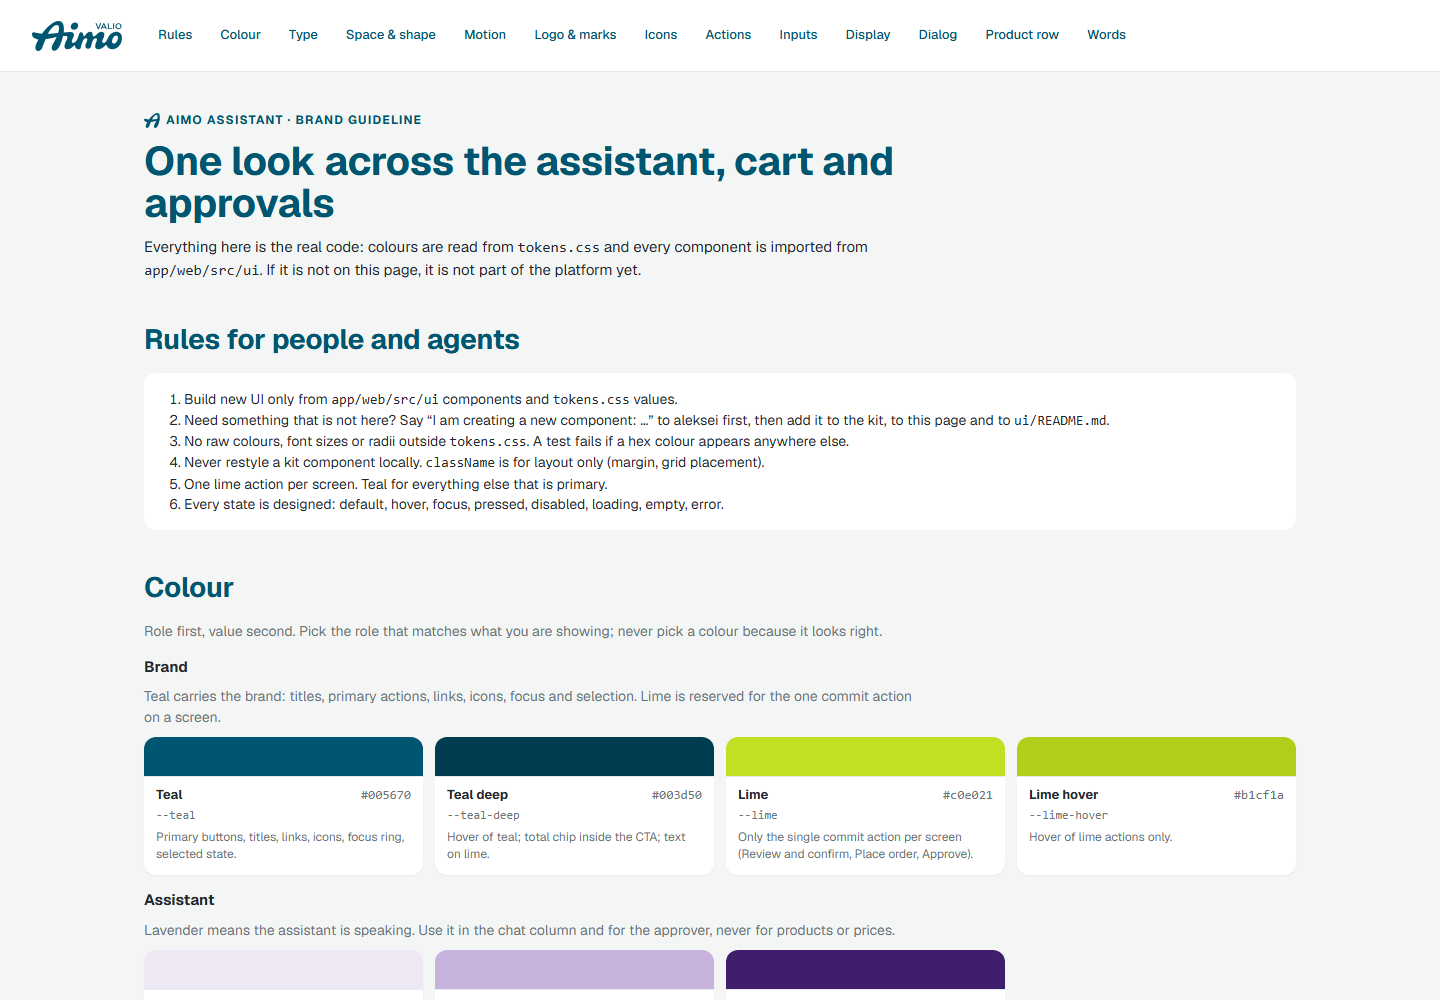 VALIO
Aimo
Rules
Colour
Type
Space & shape
Motion
Logo & marks
Icons
Actions
Inputs
Display
Dialog
Product row
Words
AIMO ASSISTANT · BRAND GUIDELINE
One look across the assistant, cart and
approvals
Everything here is the real code: colours are read from tokens.css and every component is imported from
app/web/src/ui. If it is not on this page, it is not part of the platform yet.
Rules for people and agents
1. Build new UI only from app/web/src/ui components and tokens.css values.
2. Need something that is not here? Say “I am creating a new component: …” to aleksei first, then add it to the kit, to this page and to ui/README.md.
3. No raw colours, font sizes or radii outside tokens.css. A test fails if a hex colour appears anywhere else.
4. Never restyle a kit component locally. className is for layout only (margin, grid placement).
5. One lime action per screen. Teal for everything else that is primary.
6. Every state is designed: default, hover, focus, pressed, disabled, loading, empty, error.
Colour
Role first, value second. Pick the role that matches what you are showing; never pick a colour because it looks right.
Brand
Teal carries the brand: titles, primary actions, links, icons, focus and selection. Lime is reserved for the one commit action
on a screen.
Teal #005670
--teal
Primary buttons, titles, links, icons, focus ring,
selected state.
Teal deep #003d50
--teal-deep
Hover of teal; total chip inside the CTA; text
on lime.
Lime #c0e021
--lime
Only the single commit action per screen
(Review and confirm, Place order, Approve).
Lime hover #b1cf1a
--lime-hover
Hover of lime actions only.
Assistant
Lavender means the assistant is speaking. Use it in the chat column and for the approver, never for products or prices.